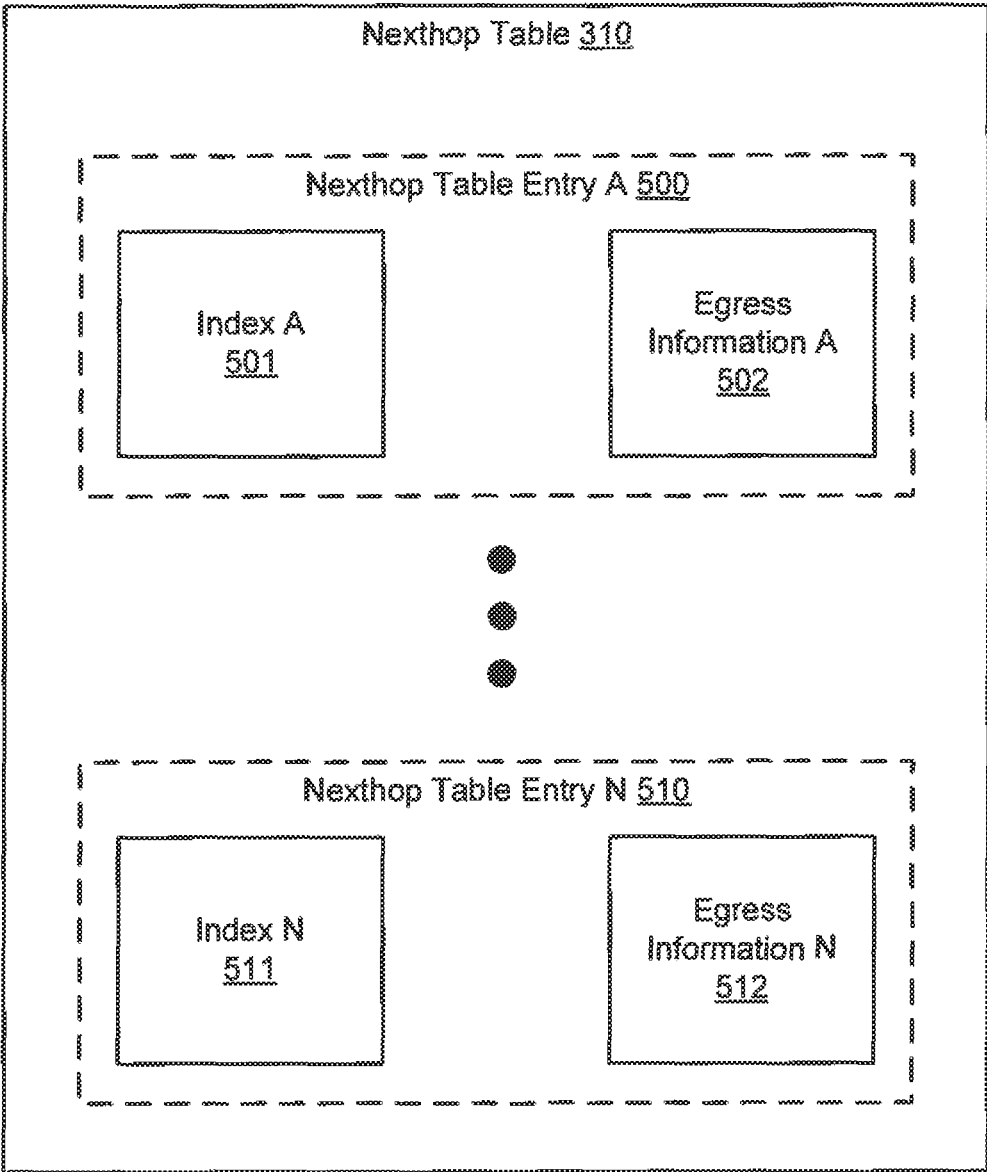 Nexthop Table 310
Nexthop Table Entry A 500
Index A
501
Egress
Information A
502
Nexthop Table Entry N 510
Index N
511
Egress
Information N
512